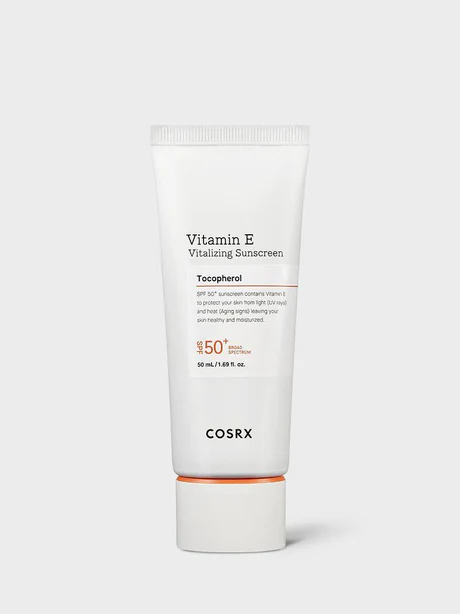 Vitamin E
Vitalizing Sunscreen
Tocopherol
SPF 50⁺ sunscreen contains Vitamin E
to protect your skin from light (UV rays)
and heat (Aging signs) leaving your
skin healthy and moisturized.
SPF 50⁺ BROAD
SPECTRUM
50 mL / 1.69 fl. oz.
COSRX